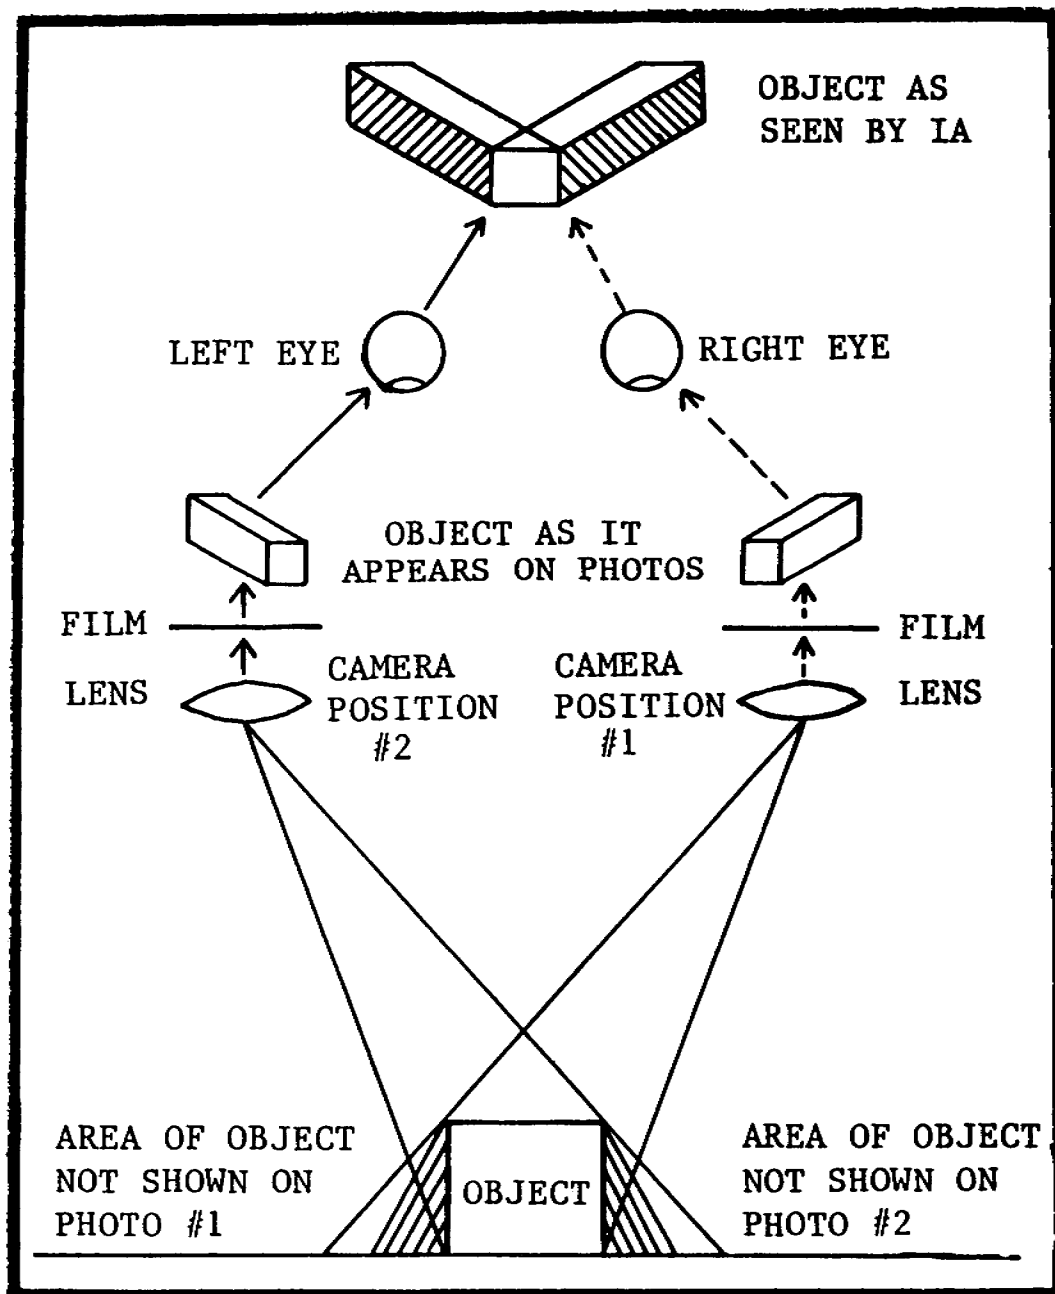 OBJECT AS
SEEN BY IA
LEFT EYE
RIGHT EYE
OBJECT AS IT
APPEARS ON PHOTOS
FILM
FILM
LENS
CAMERA
POSITION
#2
CAMERA
POSITION
#1
LENS
AREA OF OBJECT
NOT SHOWN ON
PHOTO #1
OBJECT
AREA OF OBJECT
NOT SHOWN ON
PHOTO #2